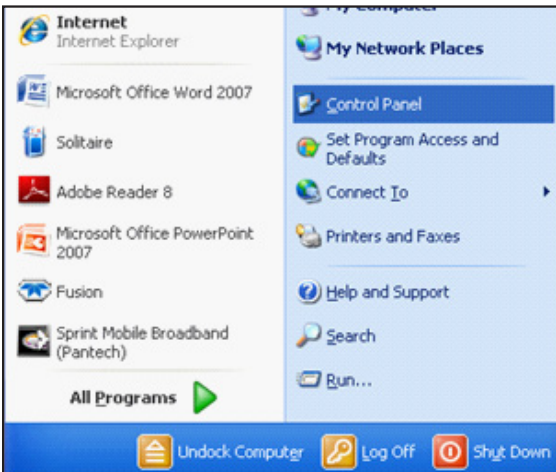 Internet
Internet Explorer
Microsoft Office Word 2007
Solitaire
Adobe Reader 8
Microsoft Office PowerPoint
2007
Fusion
Sprint Mobile Broadband
(Pantech)
All Programs
My Computer
My Network Places
Control Panel
Set Program Access and
Defaults
Connect To
Printers and Faxes
Help and Support
Search
Run...
Undock Computer
Log Off
Shut Down